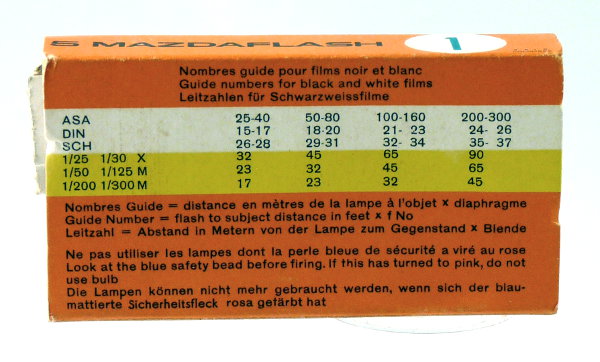 5 MAZDAFLASH 1
Nombres guide pour films noir et blanc
Guide numbers for black and white films
Leitzahlen für Schwarzweissfilme
ASA 25-40 50-80 100-160 200-300
DIN 15-17 18-20 21- 23 24- 26
SCH 26-28 29-31 32- 34 35- 37
1/25 1/30 X 32 45 65 90
1/50 1/125 M 23 32 45 65
1/200 1/300 M 17 23 32 45
Nombres Guide = distance en mètres de la lampe à l'objet x diaphragme
Guide Number = flash to subject distance in feet x f No
Leitzahl = Abstand in Metern von der Lampe zum Gegenstand x Blende
Ne pas utiliser les lampes dont la perle bleue de sécurité a viré au rose
Look at the blue safety bead before firing. If this has turned to pink, do not
use bulb
Die Lampen können nicht mehr gebraucht werden, wenn sich der blau-
mattierte Sicherheitsfleck rosa gefärbt hat